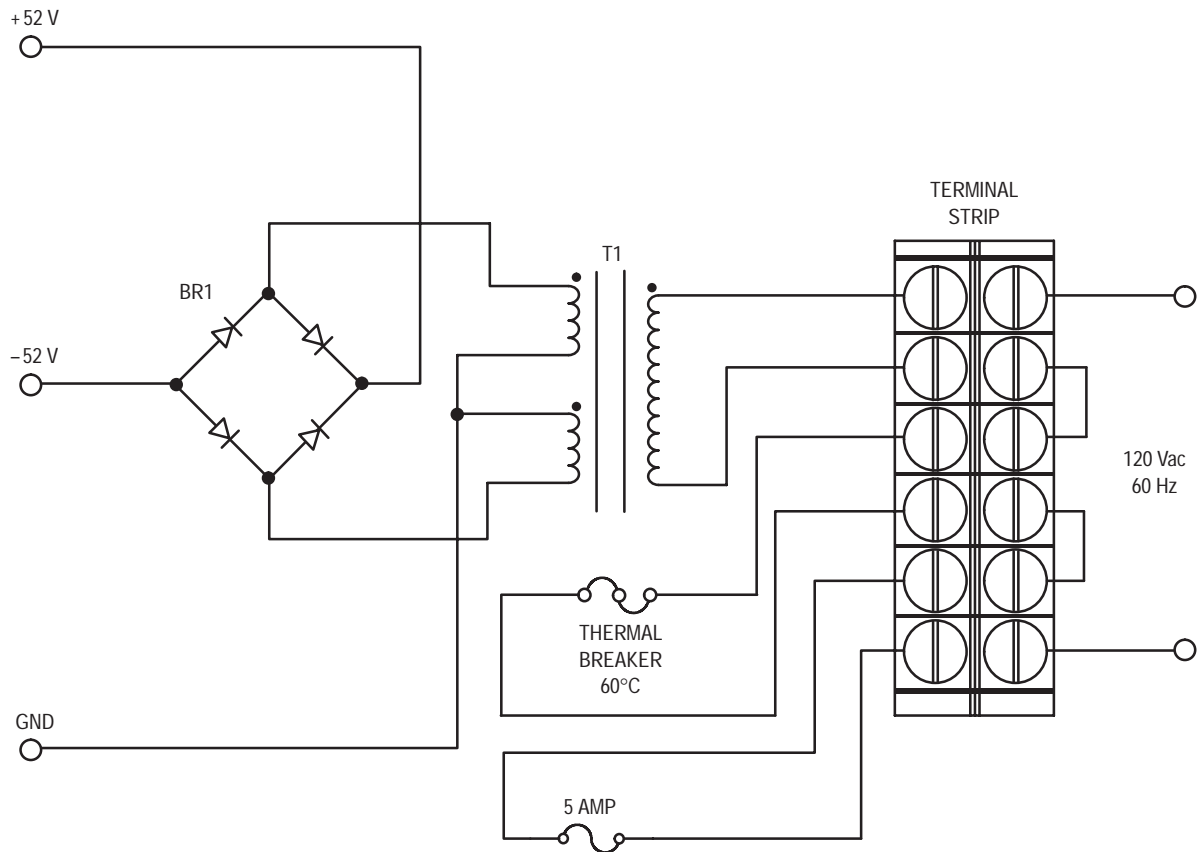 +52 V
TERMINAL
STRIP
T1
BR1
–52 V
120 Vac
60 Hz
THERMAL
BREAKER
60°C
GND
5 AMP